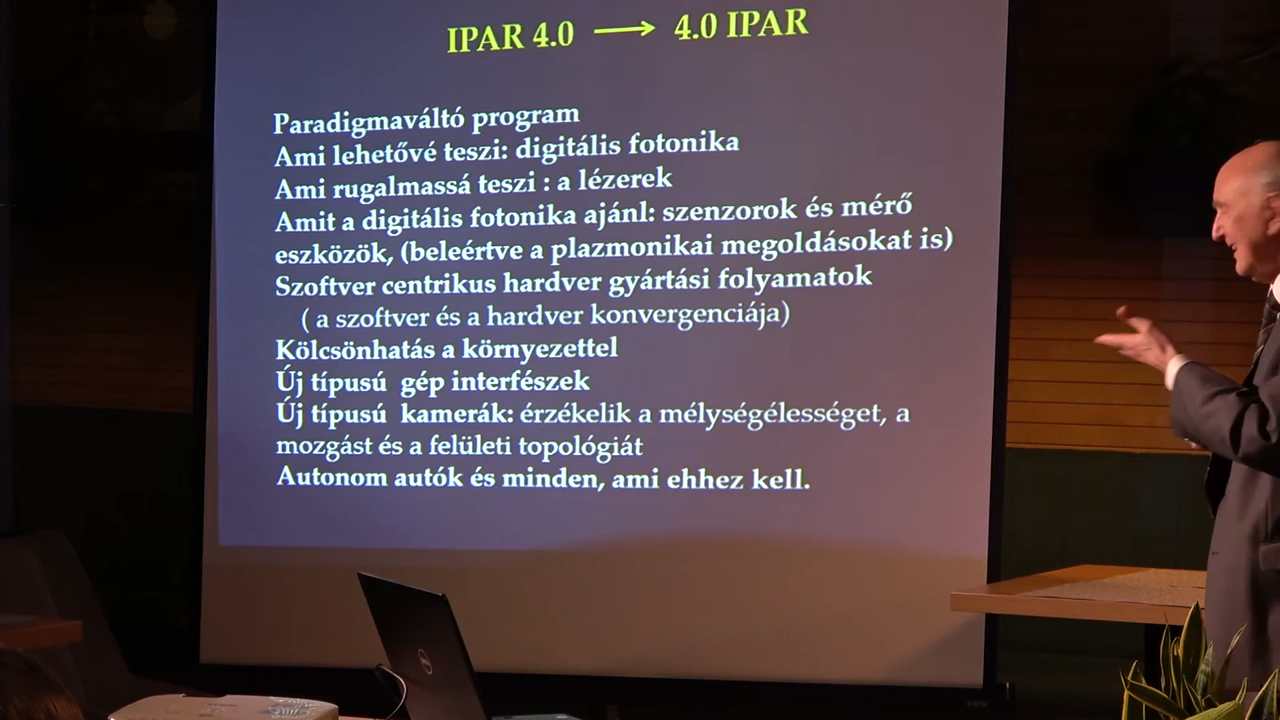 IPAR 4.0 → 4.0 IPAR
Paradigmaváltó program
Ami lehetővé teszi: digitális fotonika
Ami rugalmassá teszi : a lézerek
Amit a digitális fotonika ajánl: szenzorok és mérő
eszközök, (beleértve a plazmonikai megoldásokat is)
Szoftver centrikus hardver gyártási folyamatok
( a szoftver és a hardver konvergenciája)
Kölcsönhatás a környezettel
Új típusú gép interfészek
Új típusú kamerák: érzékelik a mélységélességet, a
mozgást és a felületi topológiát
Autonom autók és minden, ami ehhez kell.
DELL